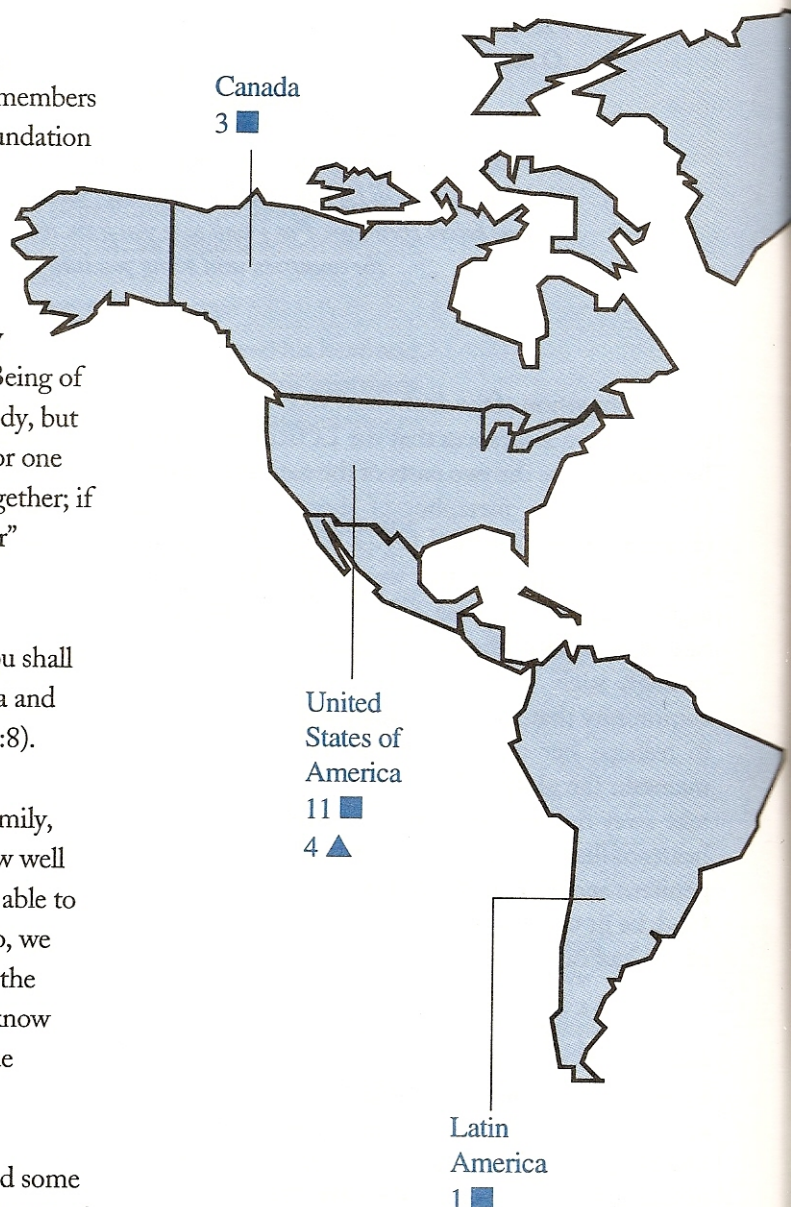 members
undation
Being of
dy, but
or one
gether; if
r”
u shall
a and
:8).
mily,
w well
able to
o, we
the
know
e
d some
Canada
3 ■
United
States of
America
11 ■
4 ▲
Latin
America
1 ■